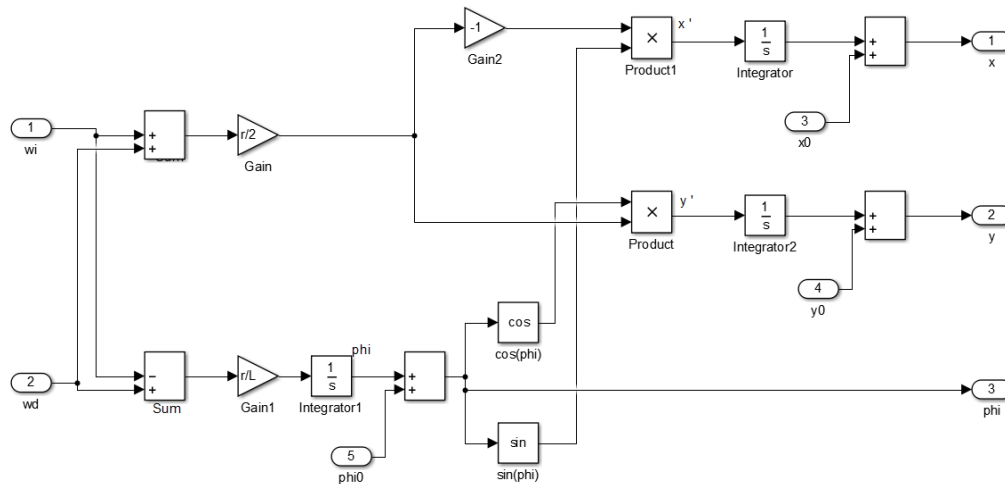 -1
Gain2
x '
×
Product1
1
s
Integrator
+
+
1
x
3
x0
1
wi
+
+
r/2
Gain
y '
×
Product
1
s
Integrator2
+
+
2
y
4
y0
cos
cos(phi)
2
wd
−
+
Sum
r/L
Gain1
phi
1
s
Integrator1
+
+
3
phi
5
phi0
sin
sin(phi)